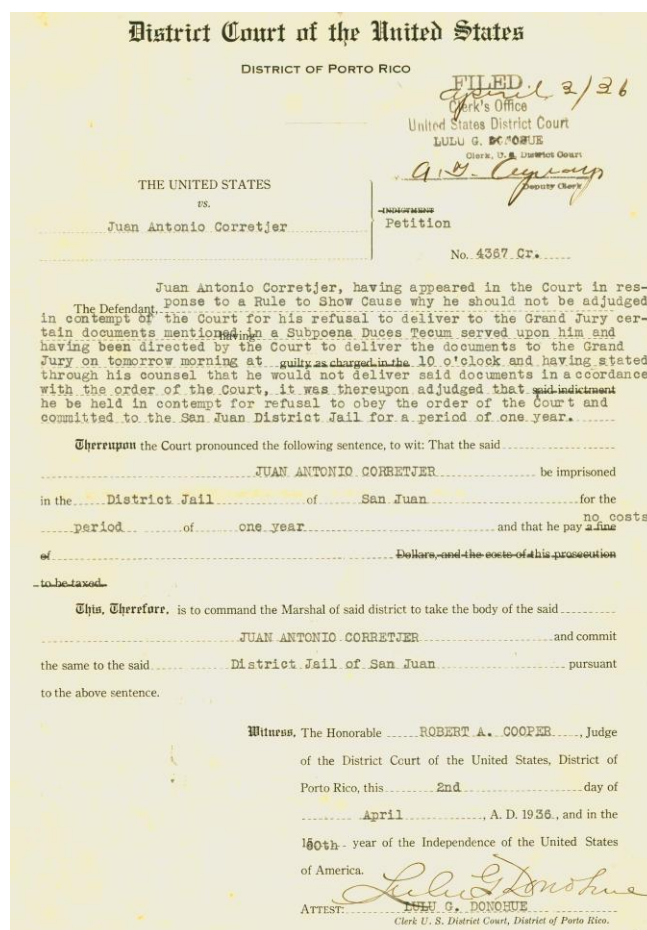 District Court of the United States
DISTRICT OF PORTO RICO
FILED
April 2/36
Clerk's Office
United States District Court
LULU G. DONOHUE
Clerk, U. S. District Court
Deputy Clerk
THE UNITED STATES
vs.
Juan Antonio Corretjer
INDICTMENT
Petition
No. 4367 Cr.
Juan Antonio Corretjer, having appeared in the Court in res-
The Defendant, ponse to a Rule to Show Cause why he should not be adjudged
in contempt of the Court for his refusal to deliver to the Grand Jury cer-
tain documents mentioned in a Subpoena Duces Tecum served upon him and
having
having been directed by the Court to deliver the documents to the Grand
Jury on tomorrow morning at guilty as charged in the 10 o'clock and having stated
through his counsel that he would not deliver said documents in accordance
with the order of the Court, it was thereupon adjudged that said indictment
he be held in contempt for refusal to obey the order of the Court and
committed to the San Juan District Jail for a period of one year.
Thereupon the Court pronounced the following sentence, to wit: That the said
JUAN ANTONIO CORRETJER be imprisoned
in the District Jail of San Juan for the
no costs
period of one year and that he pay a fine
of Dollars, and the costs of this prosecution
to be taxed.
This, Therefore, is to command the Marshal of said district to take the body of the said
JUAN ANTONIO CORRETJER and commit
the same to the said District Jail of San Juan pursuant
to the above sentence.
Witness, The Honorable ROBERT A. COOPER, Judge
of the District Court of the United States, District of
Porto Rico, this 2nd day of
April, A. D. 1936, and in the
160th year of the Independence of the United States
of America.
Lulu G Donohue
ATTEST: LULU G. DONOHUE
Clerk U. S. District Court, District of Porto Rico.